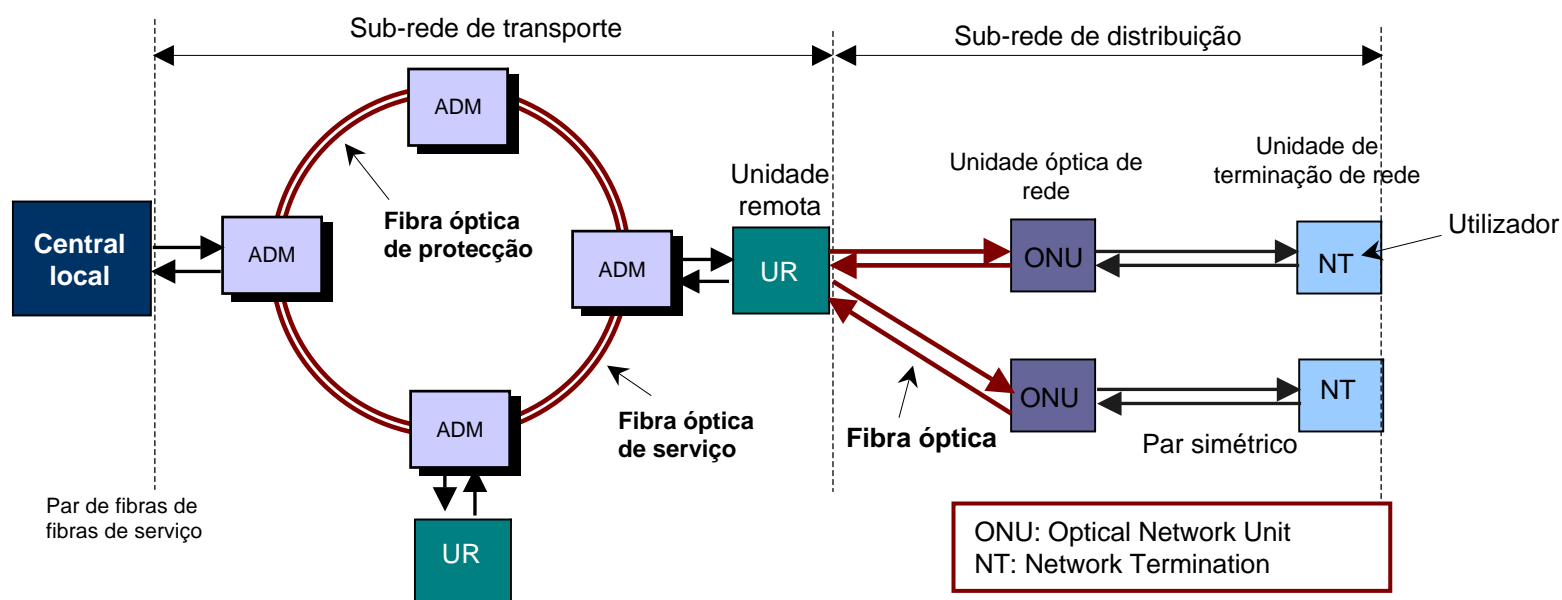 Sub-rede de transporte
Sub-rede de distribuição
ADM
Unidade óptica de
rede
Unidade de
terminação de rede
Unidade
remota
Fibra óptica
de protecção
Utilizador
Central
local
ADM
ADM
UR
ONU
NT
ADM
Fibra óptica
de serviço
Fibra óptica
ONU
NT
Par simétrico
Par de fibras de
fibras de serviço
UR
ONU: Optical Network Unit
NT: Network Termination